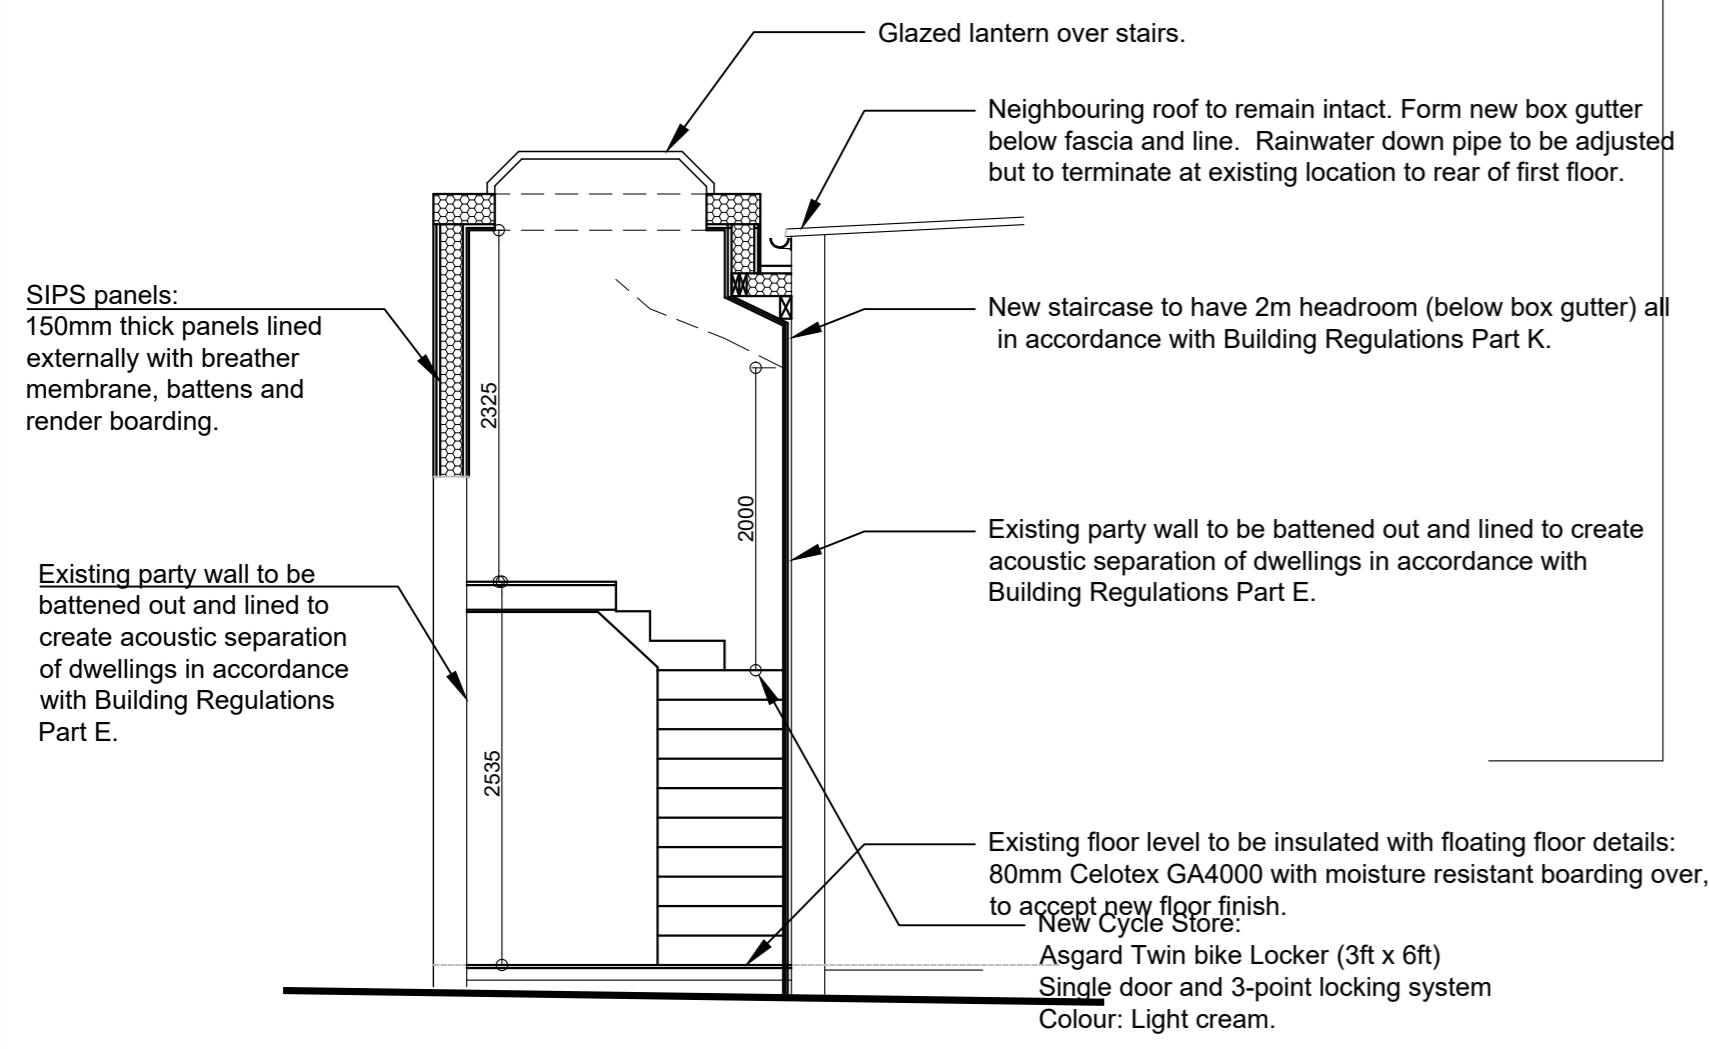 Glazed lantern over stairs.
Neighbouring roof to remain intact. Form new box gutter
below fascia and line. Rainwater down pipe to be adjusted
but to terminate at existing location to rear of first floor.
SIPS panels:
150mm thick panels lined
externally with breather
membrane, battens and
render boarding.
New staircase to have 2m headroom (below box gutter) all
in accordance with Building Regulations Part K.
2325
2000
Existing party wall to be battened out and lined to create
acoustic separation of dwellings in accordance with
Building Regulations Part E.
Existing party wall to be
battened out and lined to
create acoustic separation
of dwellings in accordance
with Building Regulations
Part E.
2535
Existing floor level to be insulated with floating floor details:
80mm Celotex GA4000 with moisture resistant boarding over,
to accept new floor finish.
New Cycle Store:
Asgard Twin bike Locker (3ft x 6ft)
Single door and 3-point locking system
Colour: Light cream.